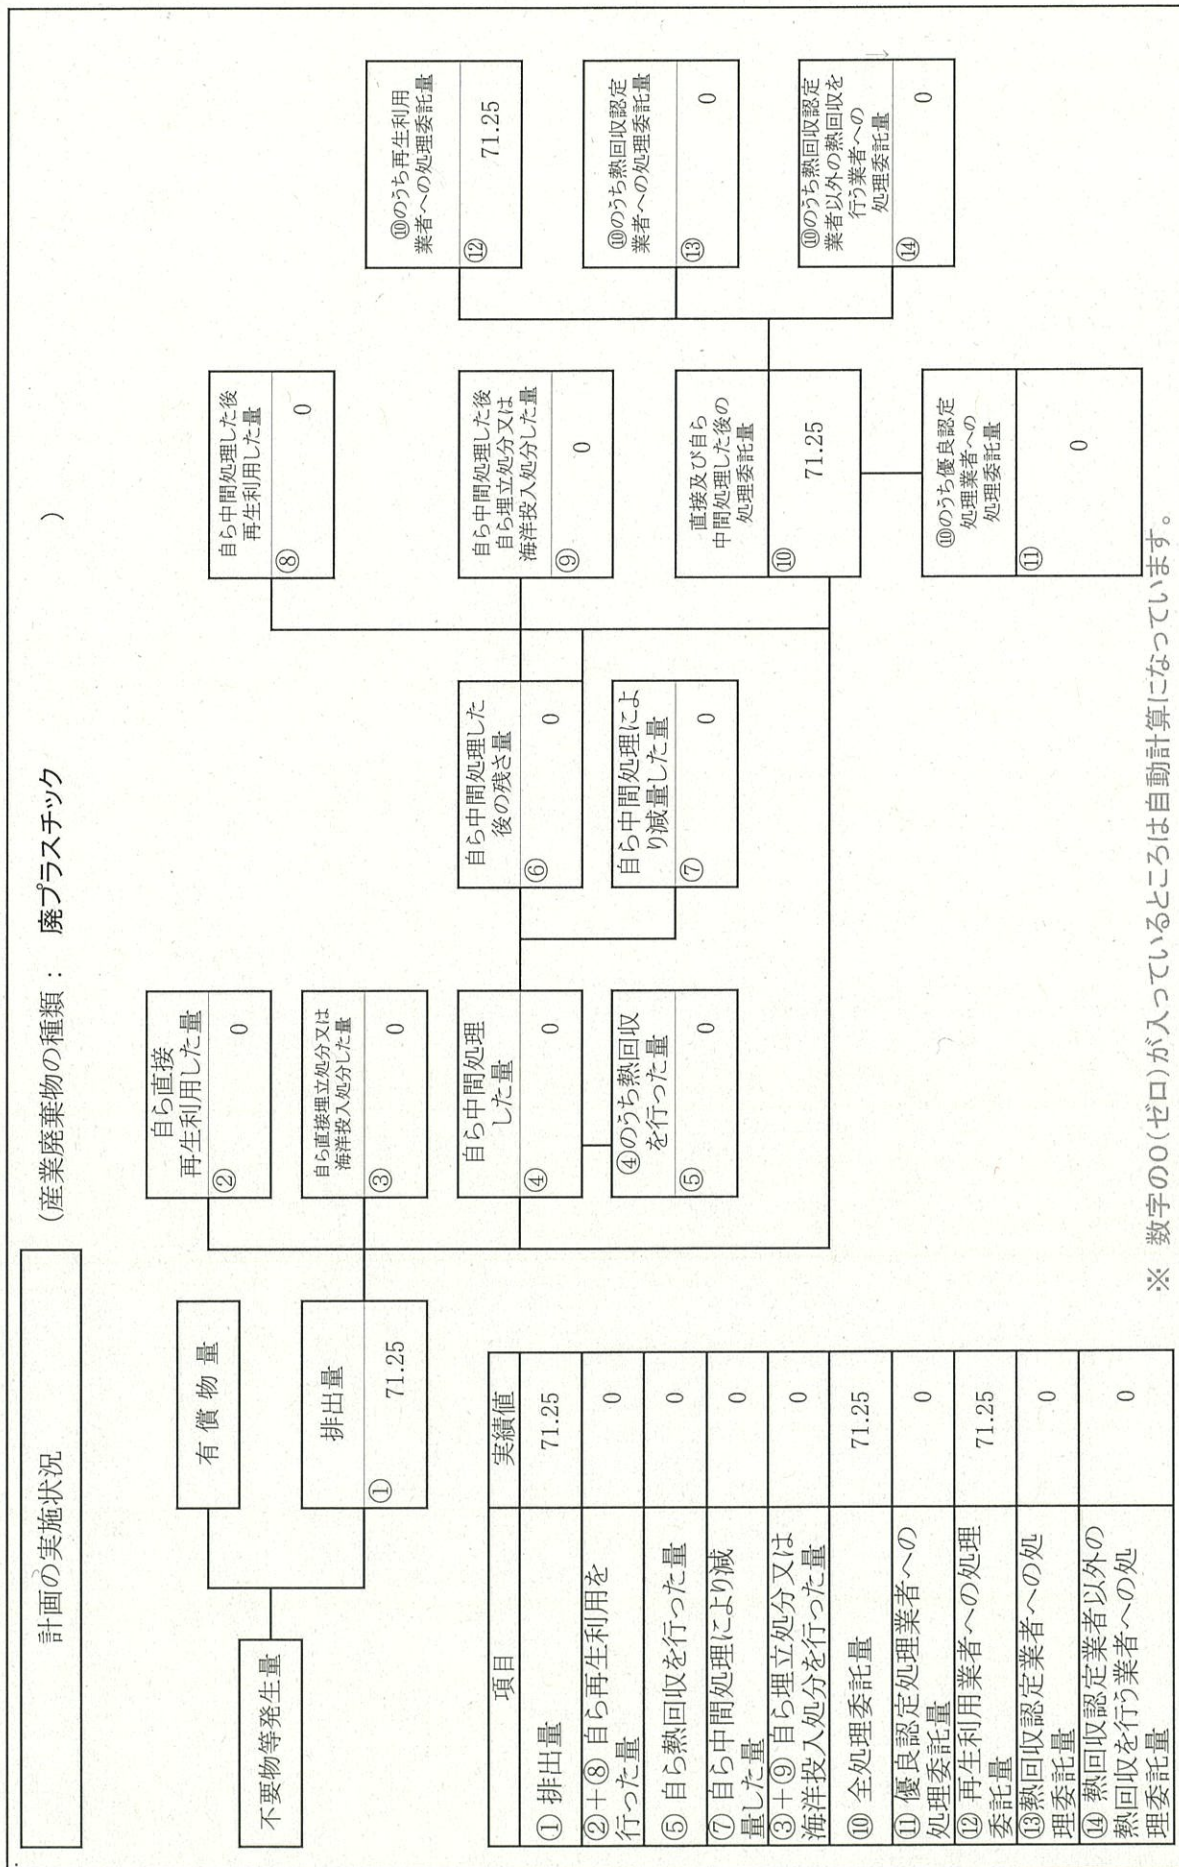 計画の実施状況
(産業廃棄物の種類 : 廃プラスチック )
不要物等発生量
有 償 物 量
排出量
① 71.25
自ら直接
再生利用した量
② 0
自ら直接埋立処分又は
海洋投入処分した量
③ 0
自ら中間処理
した量
④ 0
④のうち熱回収
を行った量
⑤ 0
自ら中間処理した
後の残さ量
⑥ 0
自ら中間処理によ
り減量した量
⑦ 0
自ら中間処理した後
再生利用した量
⑧ 0
自ら中間処理した後
自ら埋立処分又は
海洋投入処分した量
⑨ 0
直接及び自ら
中間処理した後の
処理委託量
⑩ 71.25
⑩のうち優良認定
処理業者への
処理委託量
⑪ 0
⑩のうち再生利用
業者への処理委託量
⑫ 71.25
⑩のうち熱回収認定
業者への処理委託量
⑬ 0
⑩のうち熱回収認定
業者以外の熱回収を
行う業者への
処理委託量
⑭ 0
項目 実績値
① 排出量 71.25
②+⑧ 自ら再生利用を
行った量 0
⑤ 自ら熱回収を行った量 0
⑦ 自ら中間処理により減
量した量 0
③+⑨ 自ら埋立処分又は
海洋投入処分を行った量 0
⑩ 全処理委託量 71.25
⑪ 優良認定処理業者への
処理委託量 0
⑫ 再生利用業者への処理
委託量 71.25
⑬熱回収認定業者への処
理委託量 0
⑭ 熱回収認定業者以外の
熱回収を行う業者への処
理委託量 0
※ 数字の0(ゼロ)が入っているところは自動計算になっています。